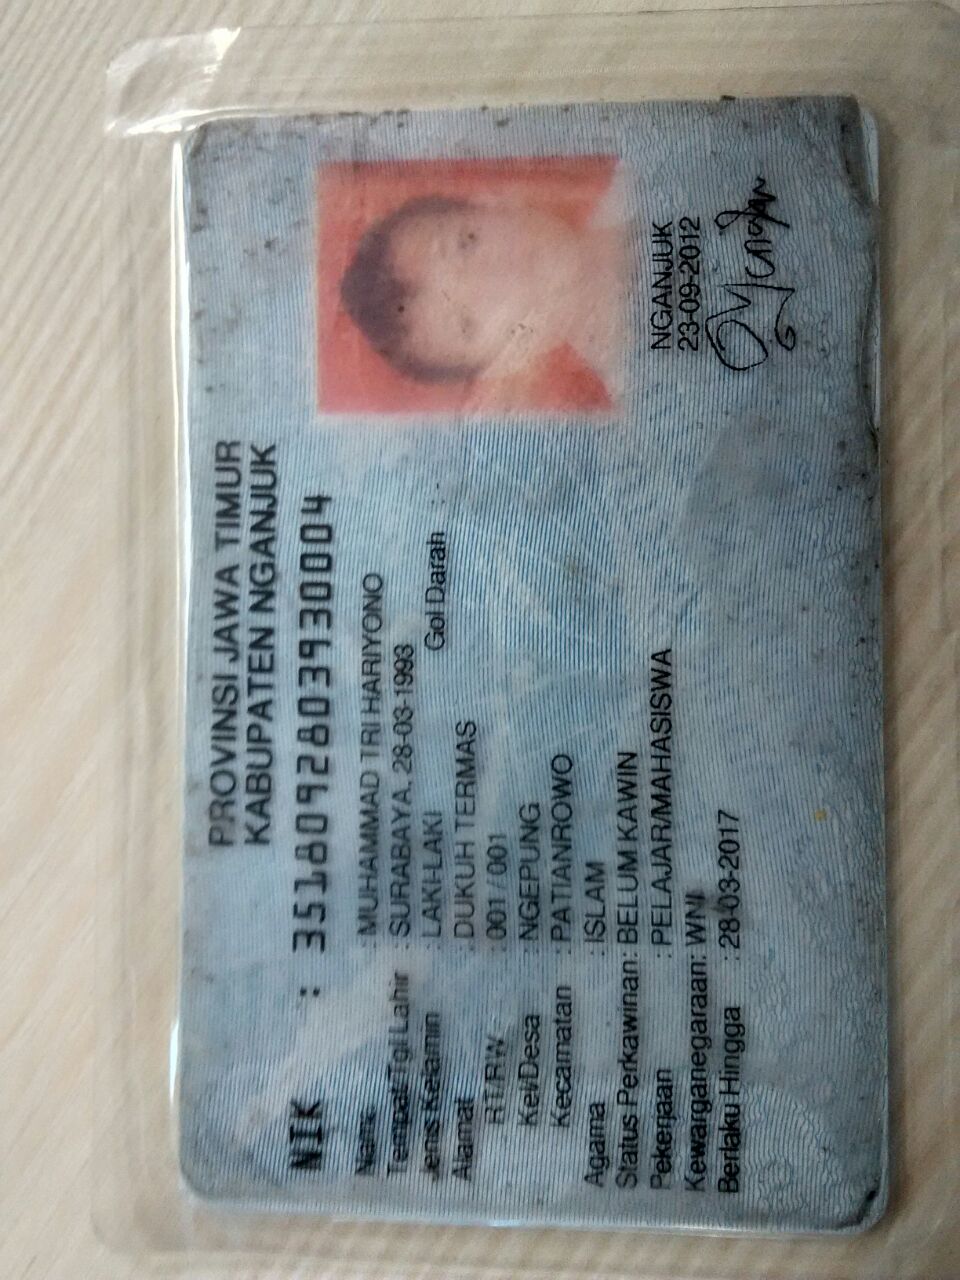 PROVINSI JAWA TIMUR
KABUPATEN NGANJUK
NIK : 3518092803930004
Nama : MUHAMMAD TRI HARIYONO
Tempat/Tgl Lahir : SURABAYA, 28-03-1993
Jenis Kelamin : LAKI-LAKI Gol Darah : -
Alamat : DUKUH TERMAS
RT/RW : 001 / 001
Kel/Desa : NGEPUNG
Kecamatan : PATIANROWO
Agama : ISLAM
Status Perkawinan: BELUM KAWIN
Pekerjaan : PELAJAR/MAHASISWA
Kewarganegaraan: WNI
Berlaku Hingga : 28-03-2017
NGANJUK
23-09-2012